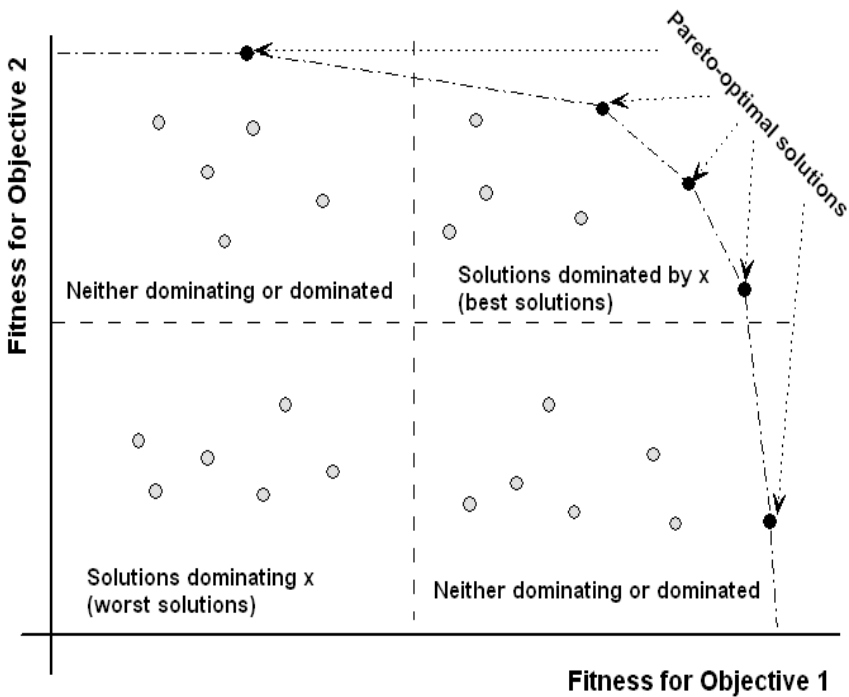 Pareto-optimal solutions
Fitness for Objective 2
Neither dominating or dominated
Solutions dominated by x
(best solutions)
Solutions dominating x
(worst solutions)
Neither dominating or dominated
Fitness for Objective 1